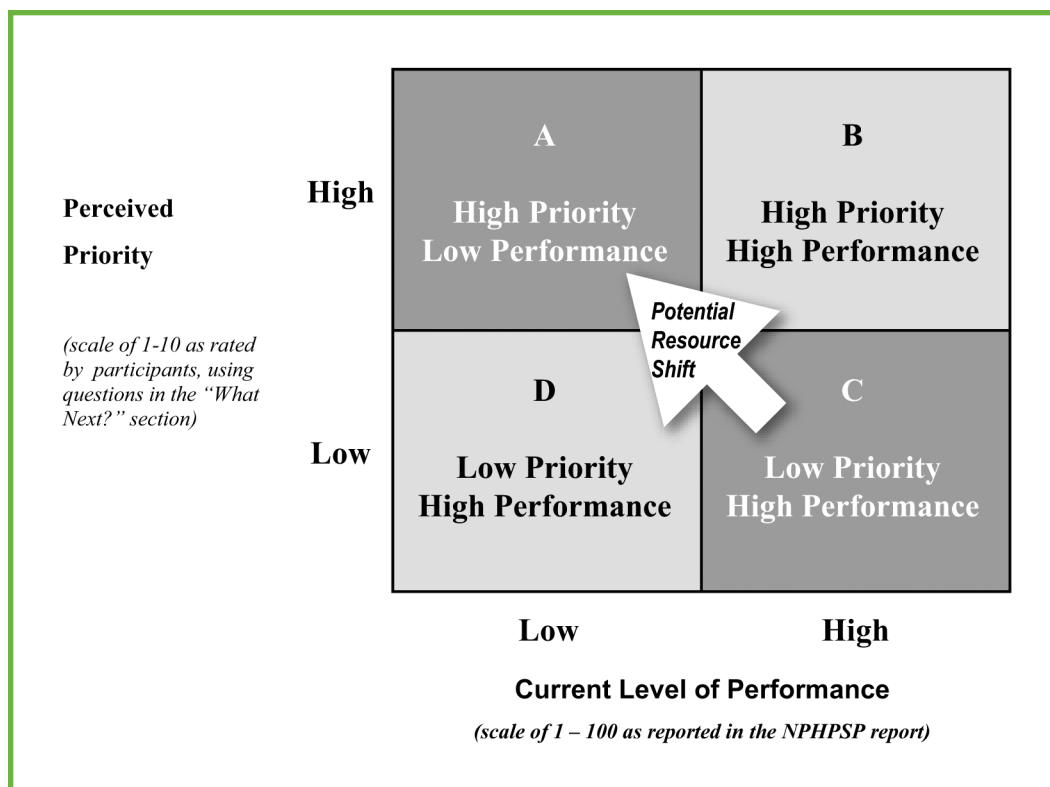 A
B
High
Perceived
Priority
High Priority
Low Performance
High Priority
High Performance
Potential
Resource
Shift
(scale of 1-10 as rated
by participants, using
questions in the “What
Next?” section)
D
C
Low
Low Priority
High Performance
Low Priority
High Performance
Low
High
Current Level of Performance
(scale of 1 – 100 as reported in the NPHPSP report)